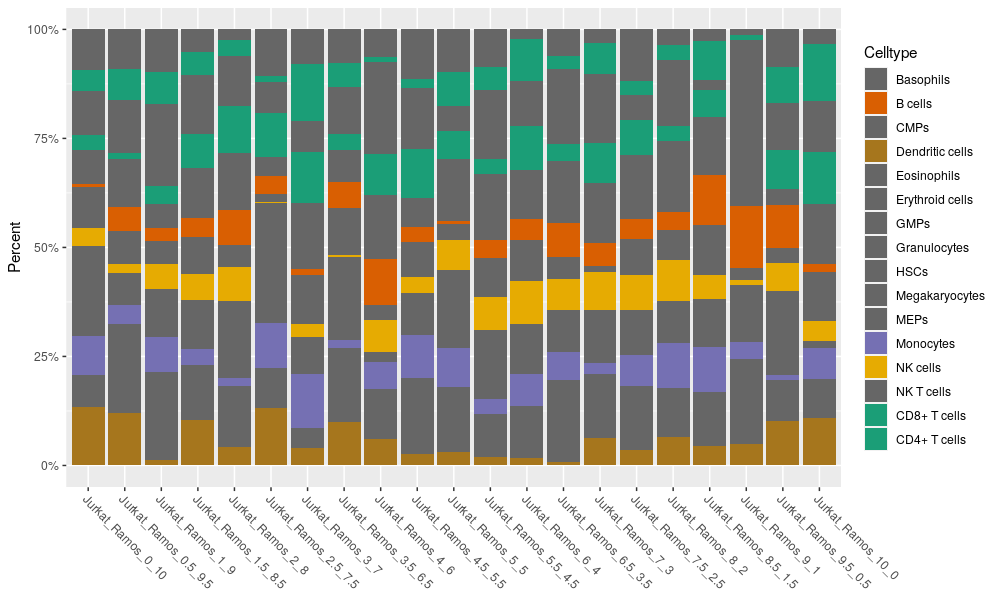 100%
75%
50%
25%
0%
Percent
Jurkat_Ramos_0_10
Jurkat_Ramos_0.5_9.5
Jurkat_Ramos_1_9
Jurkat_Ramos_1.5_8.5
Jurkat_Ramos_2_8
Jurkat_Ramos_2.5_7.5
Jurkat_Ramos_3_7
Jurkat_Ramos_3.5_6.5
Jurkat_Ramos_4_6
Jurkat_Ramos_4.5_5.5
Jurkat_Ramos_5_5
Jurkat_Ramos_5.5_4.5
Jurkat_Ramos_6_4
Jurkat_Ramos_6.5_3.5
Jurkat_Ramos_7_3
Jurkat_Ramos_7.5_2.5
Jurkat_Ramos_8_2
Jurkat_Ramos_8.5_1.5
Jurkat_Ramos_9_1
Jurkat_Ramos_9.5_0.5
Jurkat_Ramos_10_0
Celltype
Basophils
B cells
CMPs
Dendritic cells
Eosinophils
Erythroid cells
GMPs
Granulocytes
HSCs
Megakaryocytes
MEPs
Monocytes
NK cells
NK T cells
CD8+ T cells
CD4+ T cells